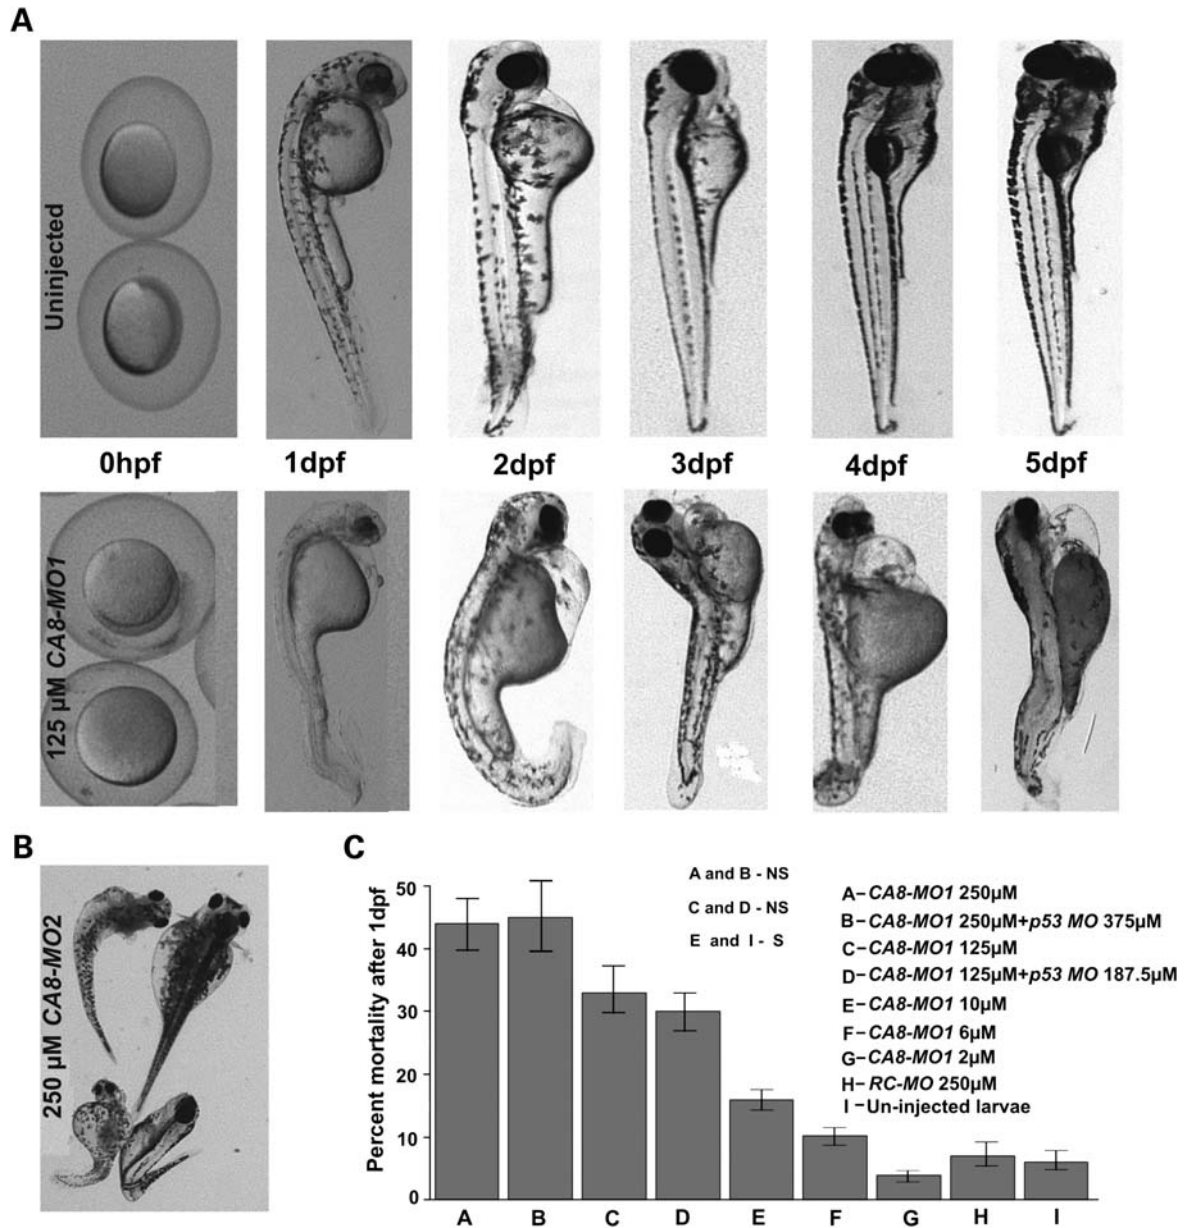 A
Uninjected
0hpf 1dpf 2dpf 3dpf 4dpf 5dpf
125 µM CA8-MO1
B
250 µM CA8-MO2
C
Percent mortality after 1dpf
50
40
30
20
10
0
A B C D E F G H I
A and B - NS
C and D - NS
E and I - S
A–CA8-MO1 250µM
B–CA8-MO1 250µM+p53 MO 375µM
C–CA8-MO1 125µM
D–CA8-MO1 125µM+p53 MO 187.5µM
E–CA8-MO1 10µM
F–CA8-MO1 6µM
G–CA8-MO1 2µM
H–RC-MO 250µM
I –Un-injected larvae